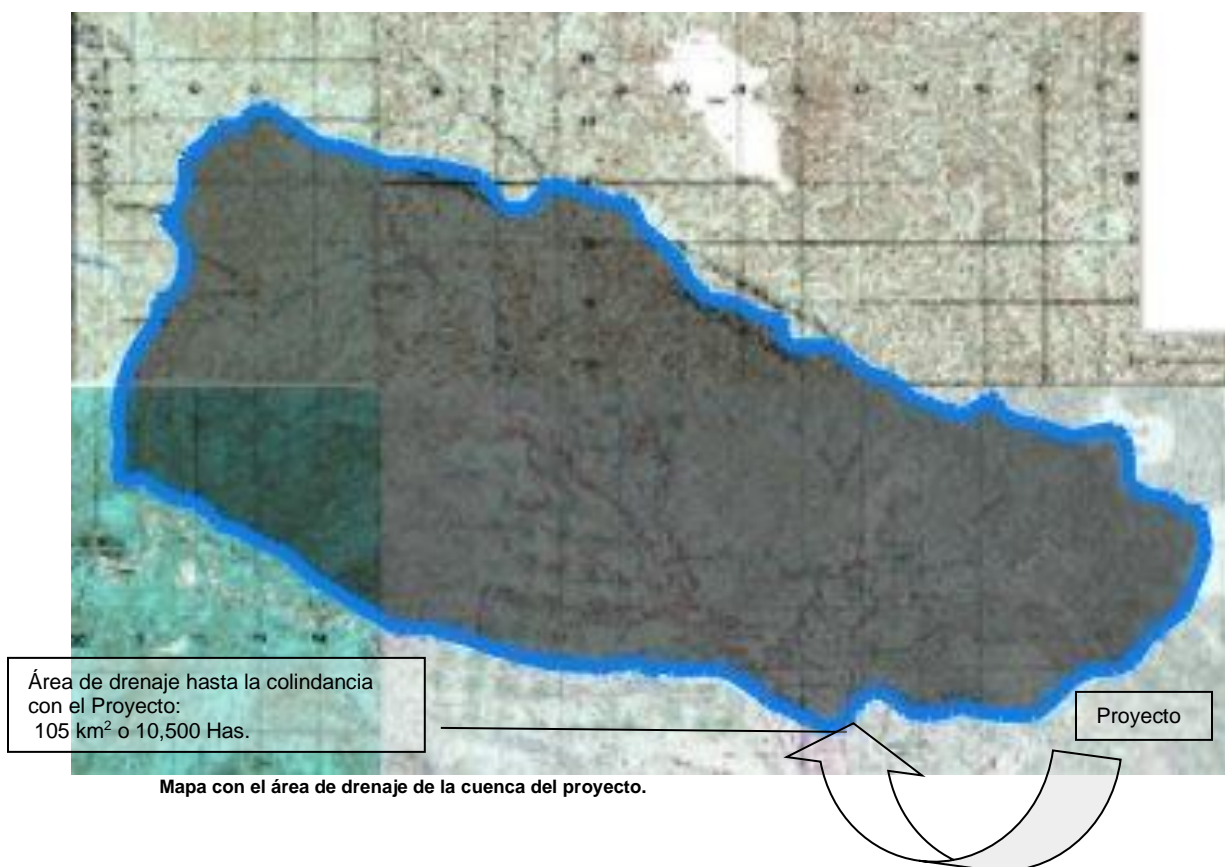 Área de drenaje hasta la colindancia
con el Proyecto:
105 km² o 10,500 Has.
Proyecto
Mapa con el área de drenaje de la cuenca del proyecto.